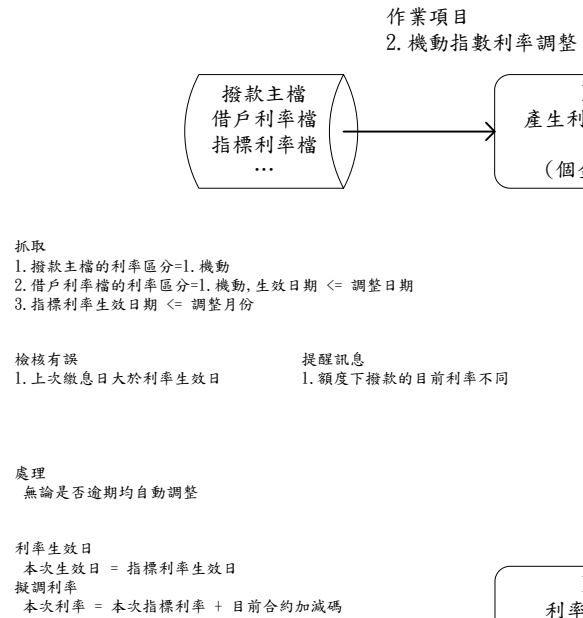 作業項目
2.機動指數利率調整
撥款主檔
借戶利率檔
指標利率檔
…
產生利
(個
抓取
1.撥款主檔的利率區分=1.機動
2.借戶利率檔的利率區分=1.機動,生效日期 <= 調整日期
3.指標利率生效日期 <= 調整月份
檢核有誤
1.上次繳息日大於利率生效日
提醒訊息
1.額度下撥款的目前利率不同
處理
無論是否逾期均自動調整
利率生效日
本次生效日 = 指標利率生效日
擬調利率
本次利率 = 本次指標利率 + 目前合約加減碼
利率